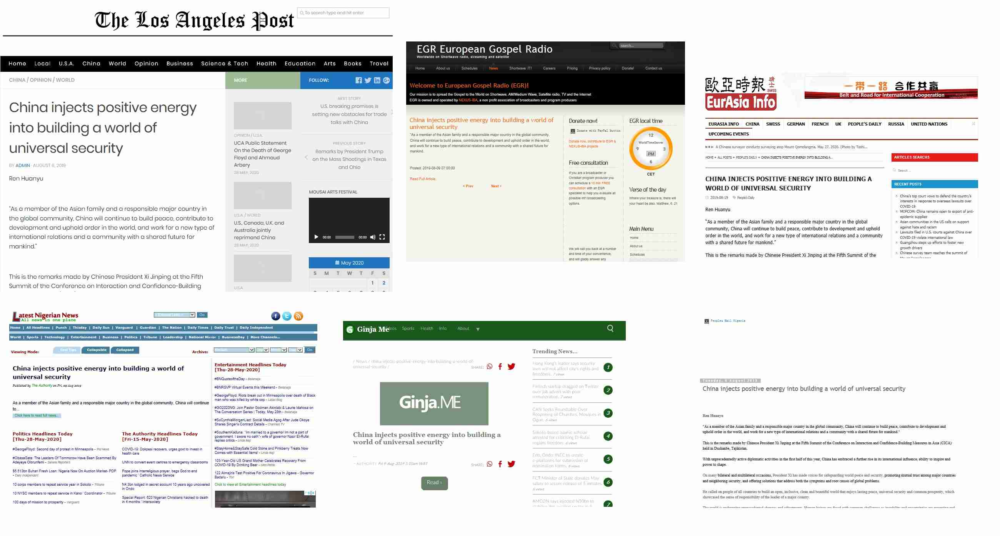 The Los Angeles Post
To search type and hit enter
Home Local U.S.A. China World Opinion Business Science & Tech Health Education Arts Books Travel
CHINA / OPINION / WORLD
China injects positive energy
into building a world of
universal security
BY ADMIN · AUGUST 6, 2019
Ren Huanyu
"As a member of the Asian family and a responsible major country in
the global community, China will continue to build peace, contribute to
development and uphold order in the world, and work for a new type of
international relations and a community with a shared future for
mankind."
This is the remarks made by Chinese President Xi Jinping at the Fifth
Summit of the Conference on Interaction and Confidence-Building
MORE
OPINION / U.S.A.
UCA Public Statement
On the Death of George
Floyd and Ahmaud
Arbery
28 MAY, 2020
U.S.A. / WORLD
U.S., Canada, U.K. and
Australia jointly
reprimand China
28 MAY, 2020
U.S.A.
FOLLOW:
NEXT STORY
U.S. breaking promises is
setting new obstacles for trade
talks with China
PREVIOUS STORY
Remarks by President Trump
on the Mass Shootings in Texas
and Ohio
MOUSAI ARTS FESTIVAL
00:00 00:00
May 2020
S M T W T F S
1 2
EGR European Gospel Radio
Worldwide on Shortwave radio, streaming and satellite
search...
Home About us Schedules News Shortwave .IT! Careers Pricing Privacy policy Donate! Contact us
Welcome to European Gospel Radio (EGR)!
Our mission is to spread the Gospel to the World on Shortwave, AM/Medium Wave, Satellite radio, TV and the Internet
EGR is owned and operated by NEXUS-IBA, a non profit association of broadcasters and program producers
China injects positive energy into building a world of
universal security
"As a member of the Asian family and a responsible major country in the global community,
China will continue to build peace, contribute to development and uphold order in the world,
and work for a new type of international relations and a community with a shared future for
mankind.
Posted: 2019-08-09 07:00:00
Read Full Article
< Prev Next >
Donate now!
Donate with PayPal button
Donate now, contribute to EGR &
NEXUS-IBA projects
Free consultation
If you are a broadcaster or
Christian program producer you
can schedule a 15 min FREE
consultation with an EGR
specialist to help you evaluate all
possible int'l broadcasting
options.
We will call you back at a number
and time of your convenience,
and will gladly answer any
EGR local time
12
WorldTimeServer
9 3
PM
6
CET
Verse of the day
Where your treasure is, there will
your heart be also. Matthew, 6: 21
Main Menu
Home
About us
Schedules
歐亞時報 瑞士
SWISS
EurAsia Info
一带一路 合作共赢
Belt and Road for International Cooperation
EURASIA INFO CHINA SWISS GERMAN FRENCH UK PEOPLE'S DAILY RUSSIA UNITED NATIONS
UPCOMING EVENTS
A Chinese surveyor conducts surveying atop Mount Qomolangma, May 27, 2020. (Photo by Tashi...
HOME ALL POSTS PEOPLE'S DAILY CHINA INJECTS POSITIVE ENERGY INTO BUILDING A...
CHINA INJECTS POSITIVE ENERGY INTO BUILDING A
WORLD OF UNIVERSAL SECURITY
2019-08-19 People's Daily
Ren Huanyu
"As a member of the Asian family and a responsible major country in the global
community, China will continue to build peace, contribute to development and uphold
order in the world, and work for a new type of international relations and a community
with a shared future for mankind."
This is the remarks made by Chinese President Xi Jinping at the Fifth Summit of the
ARTICLES SEARCHS
Search ...
RECENT POSTS
China's top court vows to defend the country's
interests in response to overseas lawsuits over
COVID-19
MOFCOM: China remains open to export of anti-
epidemic supplies
Asian communities in the US calls on support
against hate and racism
Lawsuits filed in U.S. courts against China over
COVID-19 violate international law
Guangzhou steps up efforts to foster new
growth drivers
Chinese survey team reaches the summit of
Latest Nigerian News
All news in one place
Go
Home | All Headlines | Punch | Thisday | Daily Sun | Vanguard | Guardian | The Nation | Daily Times | Daily Trust | Daily Independent
World | Sports | Technology | Entertainment | Business | Politics | Tribune | Leadership | National Mirror | BusinessDay | More Channels...
Viewing Mode: Tool Tips Collapsible Collapsed Archive: Go
China injects positive energy into building a world of
universal security
Published by The Authority on Fri, 09 Aug 2019
As a member of the Asian family and a responsible major country in the global community, China will continue
to...
Click here to read full news..
Politics Headlines Today
[Thu-28-May-2020]
#GeorgeFloyd: Second day of protest in Minneapolis - PM News
#ObasaGate: The Leaders Of Tommorow Have Been Scammed By
Adeyeye Olorunfemi - Sahara Reporters
$5.513bn Buhari Fresh Loan: Nigeria Now On Auction Market- PDP
- Daily Independent
10 corps members to repeat service year in Sokoto - Tribune
10 NYSC members to repeat service in Kano ' Coordinator - Tribune
100 days of mission to prosperity - Vanguard
The Authority Headlines Today
[Fri-15-May-2020]
COVID-19: Dokpesi recovers, urges govt to invest in
health care
UNN to convert event centres to emergency classrooms
Pope joins interreligious prayer, begs God to end
pandemic ' Catholic News Service
N4.3bn lodged in secret account 10 years ago uncovered
in Ondo
Special Report: 620 Nigerian Christians hacked to death
in 4 months ' Intersociety
Entertainment Headlines Today
[Thu-28-May-2020]
#BNQuoteoftheDay - Bellanaija
#BNRSVP Virtual Events this Weekend - Bellanaija
#GeorgeFloyd: Riots break out in Minneapolis over death of Black
man who was killed by white cop - Lailas Blog
#GO2020NG: Join Pastor Godman Akinlabi & Laurie Idahosa on
The Conversation Series | Today, May 28th - Bellanaija
#SoCynthiaMorganLied: Social Media Agog After Jude Okoye
Shares Singer's Contract Details - Channels TV
#SouthernKaduna: "Im married to a governor Im not a part of
government. I swore no oath"- wife of governor Nasir El-Rufai
replies critics - Linda Ikeji
#StayHome&StaySafe Cold Stone and Pinkberry Treats Now
Comes with Essential Items! - Linda Ikeji
103-Year-Old US Grand Mother Celebrates Recovery From
COVID-19 By Drinking Beer - Miss Petite
122 Almajiris Test Positive For Coronavirus In Jigawa - Governor
Badaru - Tori
Click to view all Entertainment headlines today
Ginja Me Videos Sports Health Info About
/ News / china-injects-positive-energy-into-building-a-world-of-
universal-security /
SHARE:
Ginja.ME
China injects positive energy into building a
world of universal security
...
~ AUTHORITY Fri 9-Aug-2019 3:10am WAT
SHARE:
Read ›
Trending News...
Hong Kong's leader says security
laws will not affect city's rights and
freedoms. 7 views
1
Fintech startup dragged on Twitter
over job advert with poor
remuneration. 7 views
2
CAN Seeks Roundtable Over
Reopening of Churches, Mosques in
Ogun. 6 views
3
Sokoto-based Islamic scholar
arrested for criticising El-Rufai
regains freedom. 6 views
4
Edo, Ondo: INEC to create
e-platforms for submission of
nomination forms. 6 views
5
FCT Minister of State donates May
salary to secure release of 5 inmates.
6 views
6
AMCON says injected N50bn to
7
Peoples Mail Nigeria
Tuesday, 6 August 2019
China injects positive energy into building a world of universal security
Ren Huanyu
"As a member of the Asian family and a responsible major country in the global community, China will continue to build peace, contribute to development and
uphold order in the world, and work for a new type of international relations and a community with a shared future for mankind."
This is the remarks made by Chinese President Xi Jinping at the Fifth Summit of the Conference on Interaction and Confidence-Building Measures in Asia (CICA)
held in Dushanbe, Tajikistan.
With unprecedentedly active diplomatic activities in the first half of this year, China has embraced a further rise in its international influence, ability to inspire and
power to shape.
On many bilateral and multilateral occasions, President Xi has made voices for safeguarding world peace and security, promoting mutual trust among major countries
and neighboring security, and offering solutions that address both the symptoms and root causes of global problems.
He called on people of all countries to build an open, inclusive, clean and beautiful world that enjoys lasting peace, universal security and common prosperity, which
showcased the sense of responsibility of the leader of a major country.